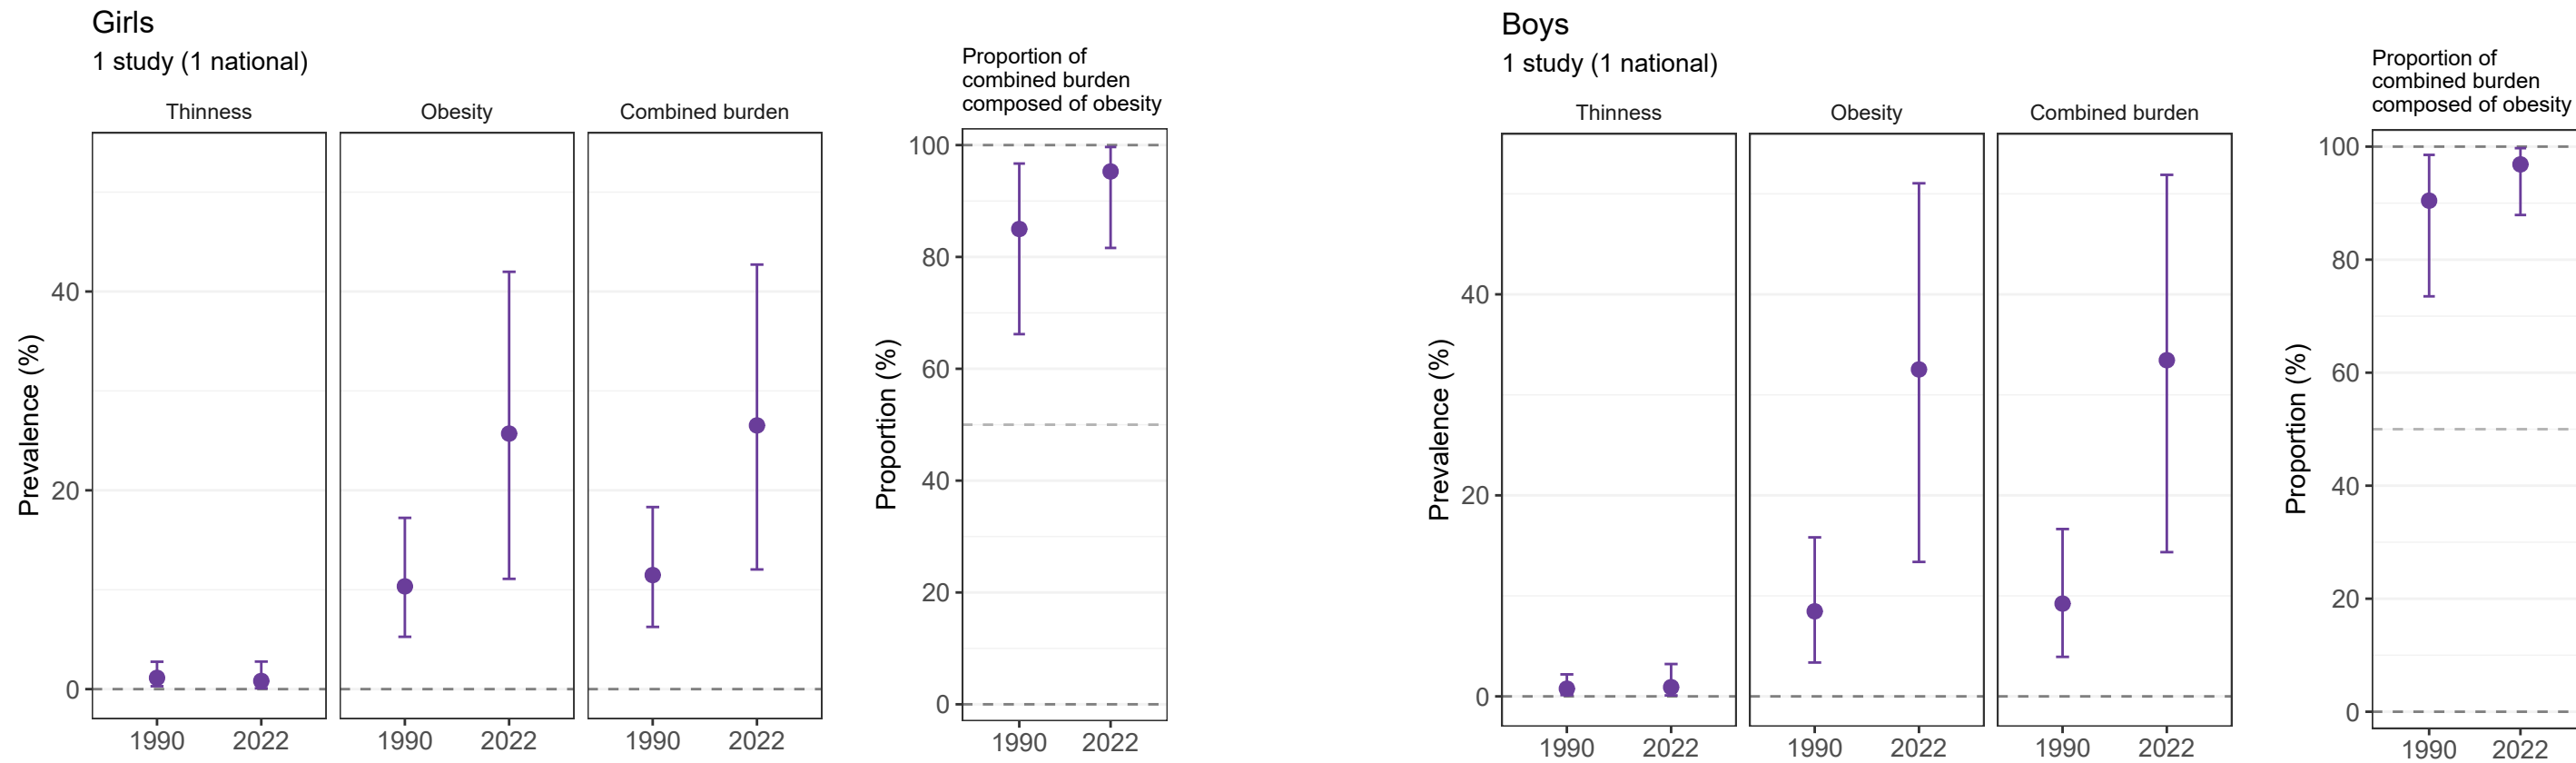 Girls
1 study (1 national)
Thinness
Obesity
Combined burden
Prevalence (%)
40
20
0
1990 2022
1990 2022
1990 2022
Proportion of
combined burden
composed of obesity
Proportion (%)
100
80
60
40
20
0
1990 2022
Boys
1 study (1 national)
Thinness
Obesity
Combined burden
Prevalence (%)
40
20
0
1990 2022
1990 2022
1990 2022
Proportion of
combined burden
composed of obesity
Proportion (%)
100
80
60
40
20
0
1990 2022